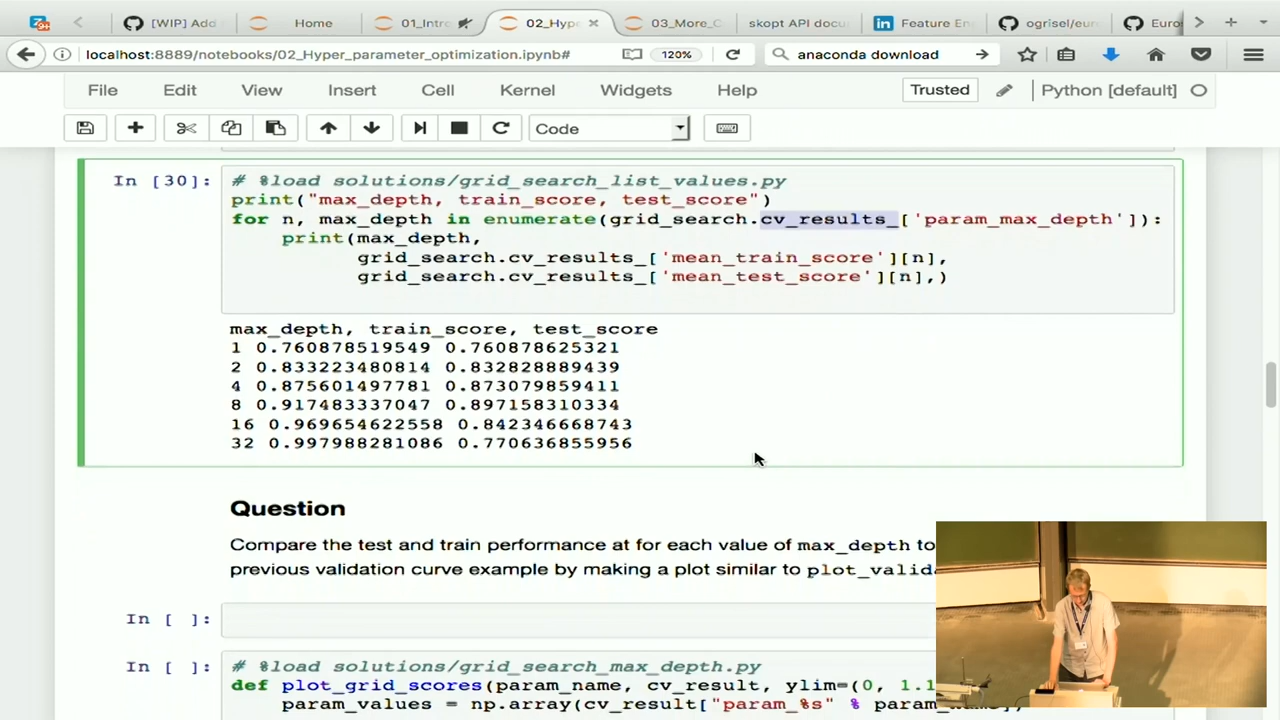 [WIP] Add
Home
01_Intro
02_Hype
03_More_O
skopt API docu
Feature En
ogrisel/eur
Euros
localhost:8889/notebooks/02_Hyper_parameter_optimization.ipynb#
120%
anaconda download
File Edit View Insert Cell Kernel Widgets Help
Trusted
Python [default]
Code
In [30]:
# %load solutions/grid_search_list_values.py
print("max_depth, train_score, test_score")
for n, max_depth in enumerate(grid_search.cv_results_['param_max_depth']):
print(max_depth,
grid_search.cv_results_['mean_train_score'][n],
grid_search.cv_results_['mean_test_score'][n],)
max_depth, train_score, test_score
1 0.760878519549 0.760878625321
2 0.833223480814 0.832828889439
4 0.875601497781 0.873079859411
8 0.917483337047 0.897158310334
16 0.969654622558 0.842346668743
32 0.997988281086 0.770636855956
Question
Compare the test and train performance at for each value of max_depth to
previous validation curve example by making a plot similar to plot_valida
In [ ]:
In [ ]:
# %load solutions/grid_search_max_depth.py
def plot_grid_scores(param_name, cv_result, ylim=(0, 1.1
param_values = np.array(cv_result["param_%s" % param_name])